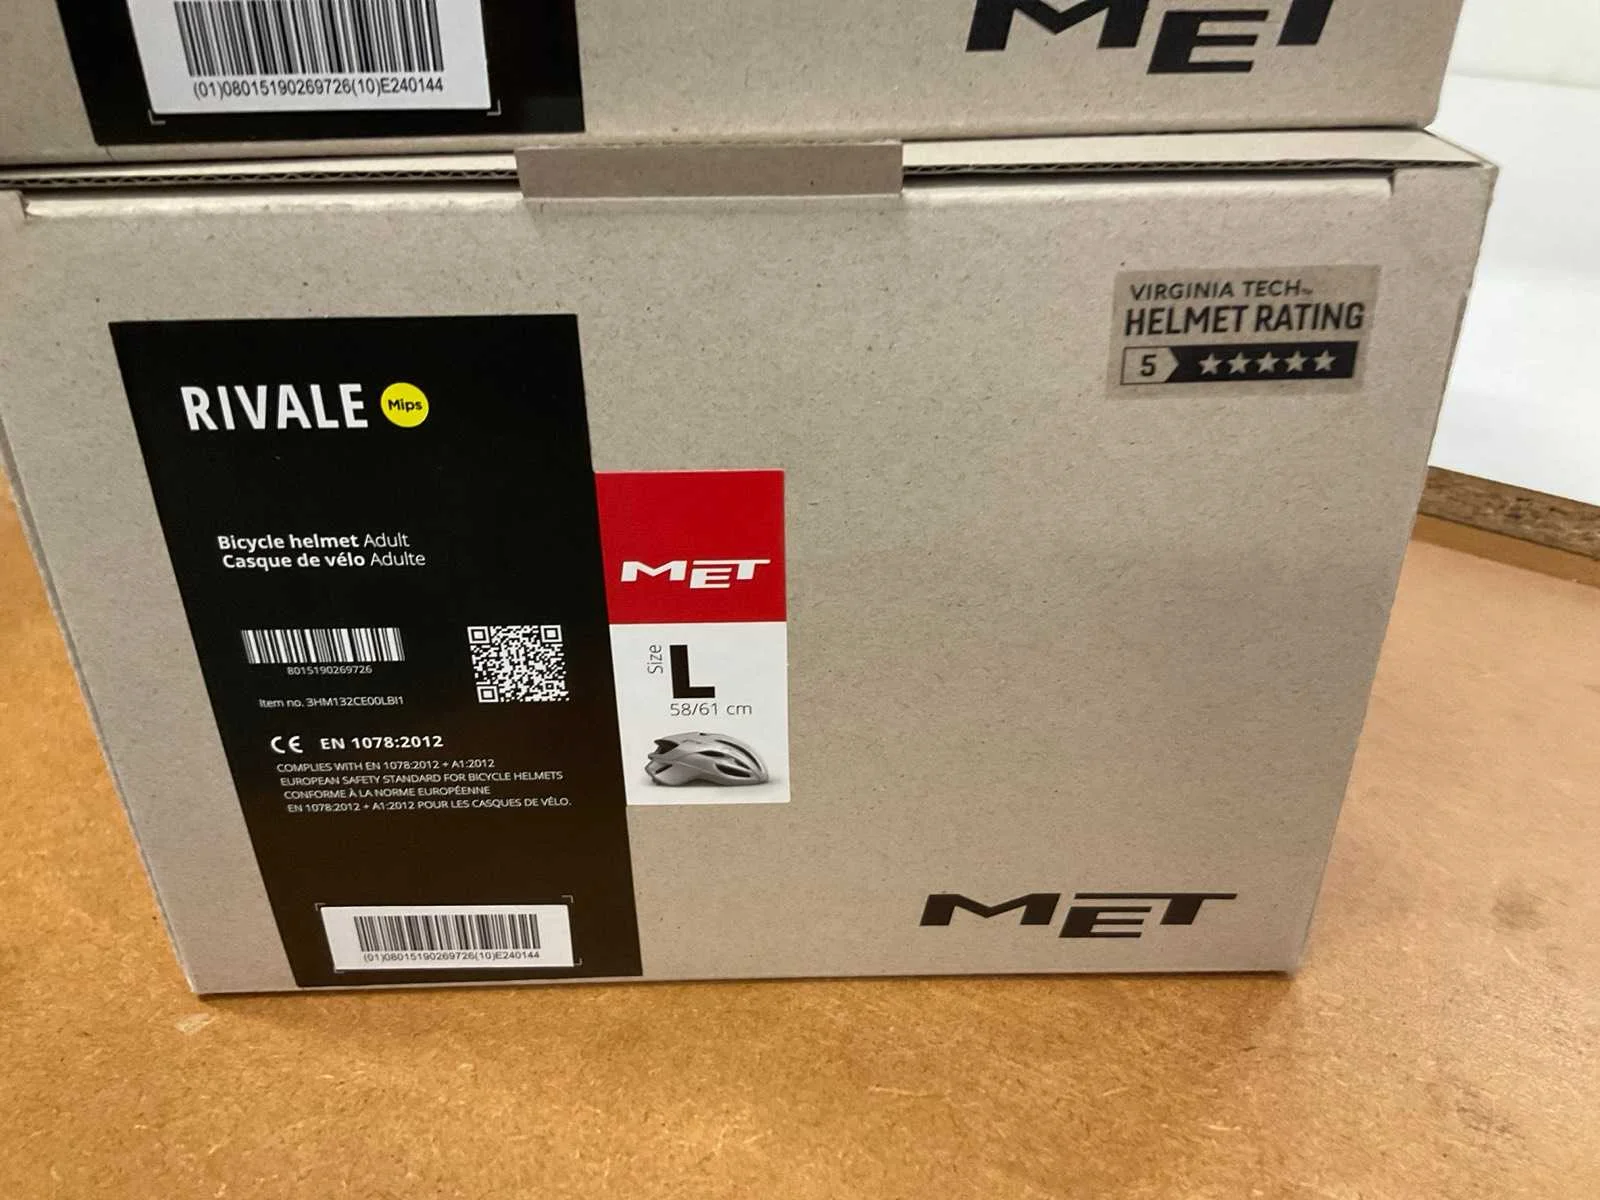 MET
(01)08015190269726(10)E240144
VIRGINIA TECH™
HELMET RATING
5
RIVALE Mips
Bicycle helmet Adult
Casque de vélo Adulte
8015190269726
Item no. 3HM132CE00LBI1
CE EN 1078:2012
COMPLIES WITH EN 1078:2012 + A1:2012
EUROPEAN SAFETY STANDARD FOR BICYCLE HELMETS
CONFORME À LA NORME EUROPÉENNE
EN 1078:2012 + A1:2012 POUR LES CASQUES DE VÉLO.
MET
Size L
58/61 cm
(01)08015190269726(10)E240144
MET